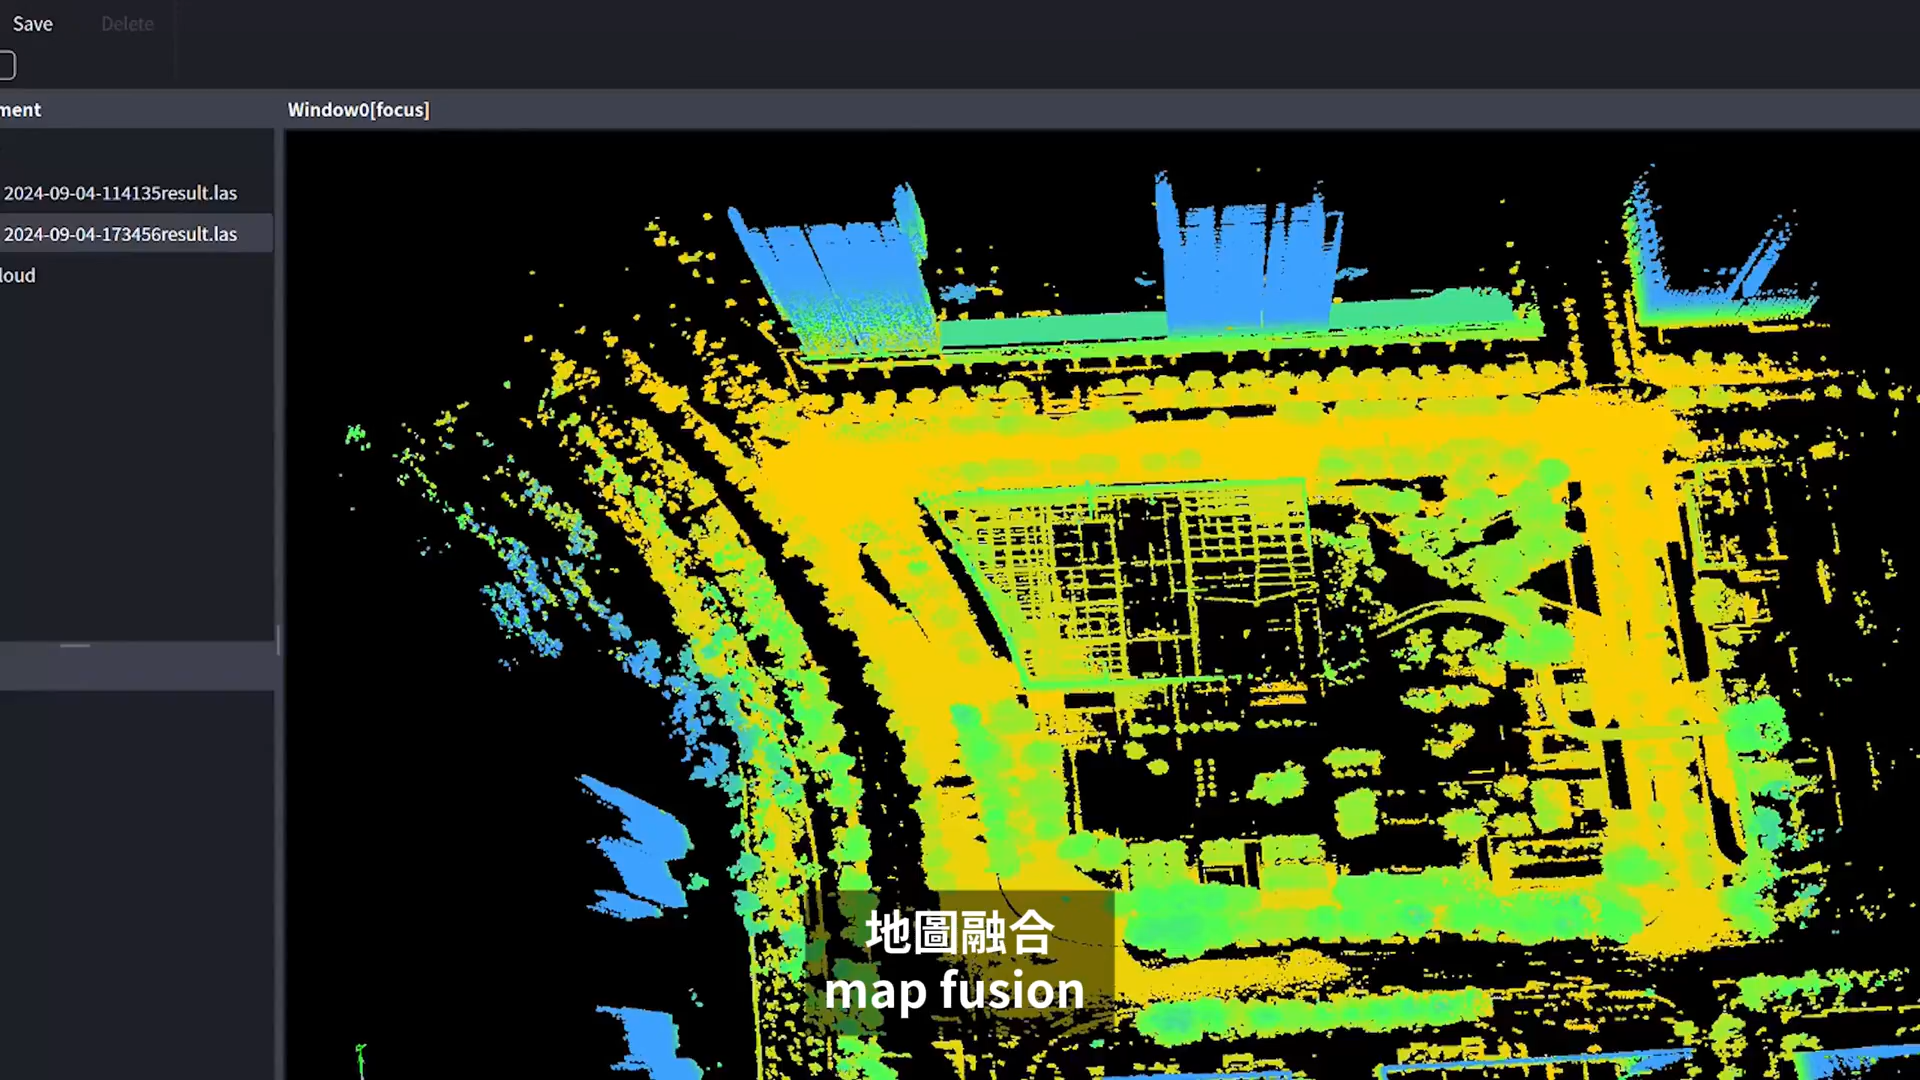 Save Delete
ment
Window0[focus]
2024-09-04-114135result.las
2024-09-04-173456result.las
loud
地圖融合
map fusion